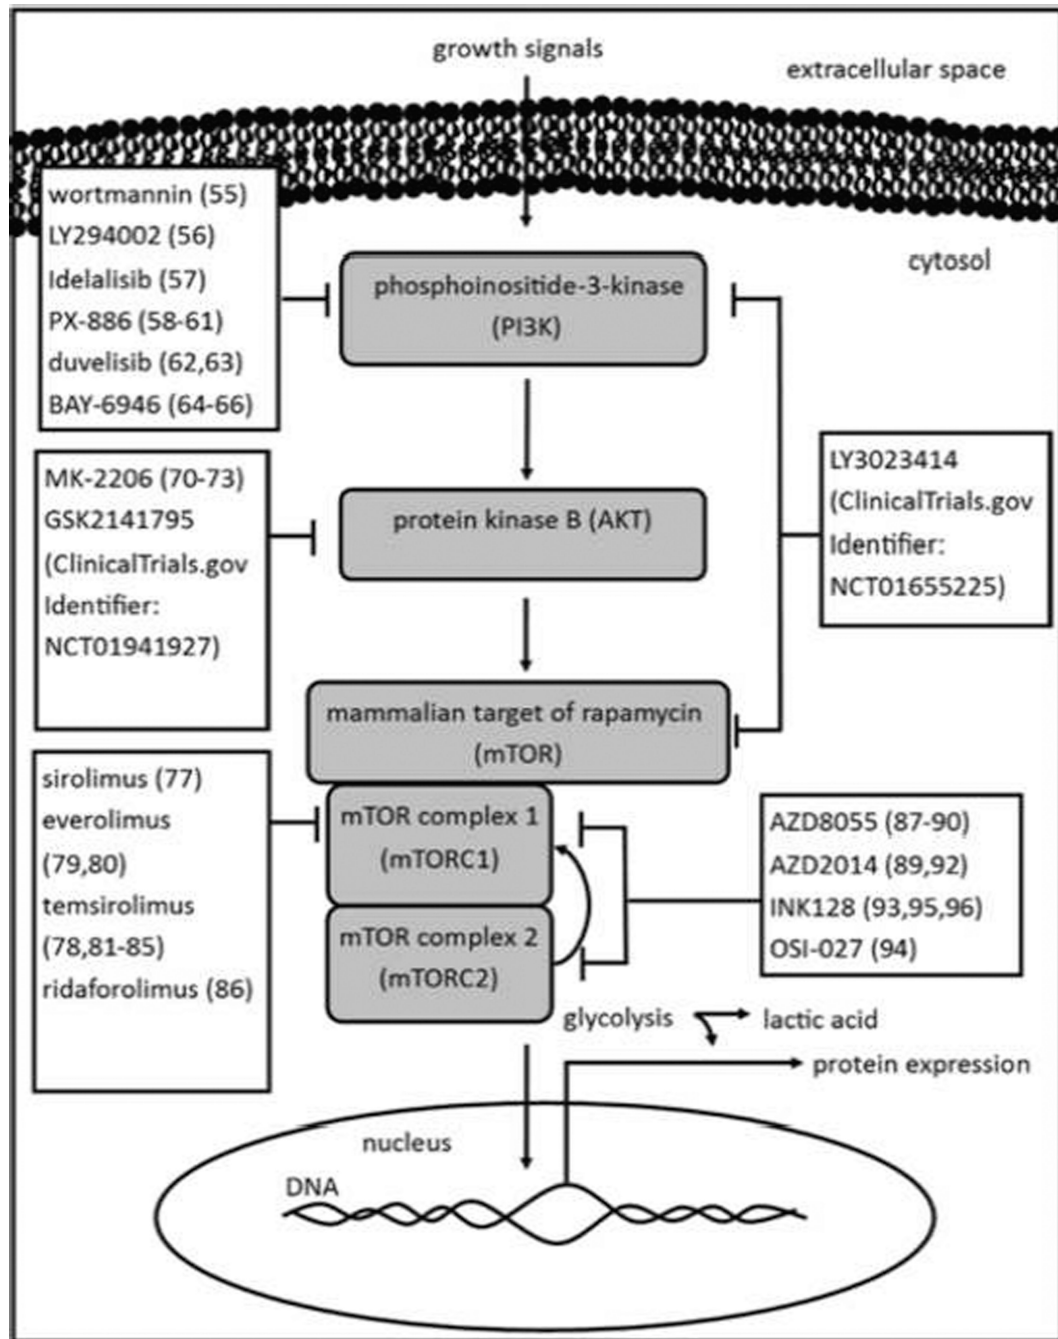 growth signals
extracellular space
wortmannin (55)
LY294002 (56)
Idelalisib (57)
PX-886 (58-61)
duvelisib (62,63)
BAY-6946 (64-66)
cytosol
phosphoinositide-3-kinase
(PI3K)
MK-2206 (70-73)
GSK2141795
(ClinicalTrials.gov
Identifier:
NCT01941927)
protein kinase B (AKT)
LY3023414
(ClinicalTrials.gov
Identifier:
NCT01655225)
mammalian target of rapamycin
(mTOR)
sirolimus (77)
everolimus
(79,80)
temsirolimus
(78,81-85)
ridaforolimus (86)
mTOR complex 1
(mTORC1)
mTOR complex 2
(mTORC2)
AZD8055 (87-90)
AZD2014 (89,92)
INK128 (93,95,96)
OSI-027 (94)
glycolysis
lactic acid
protein expression
nucleus
DNA